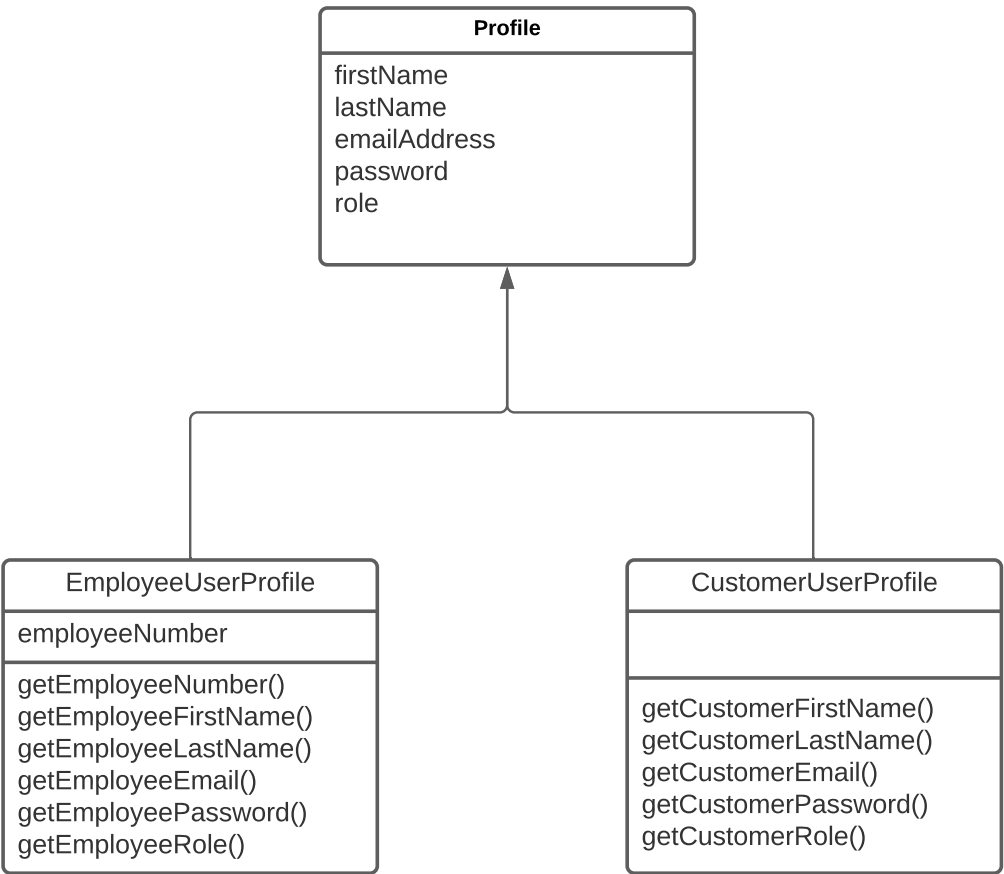 Profile
firstName
lastName
emailAddress
password
role
EmployeeUserProfile
employeeNumber
getEmployeeNumber()
getEmployeeFirstName()
getEmployeeLastName()
getEmployeeEmail()
getEmployeePassword()
getEmployeeRole()
CustomerUserProfile
getCustomerFirstName()
getCustomerLastName()
getCustomerEmail()
getCustomerPassword()
getCustomerRole()